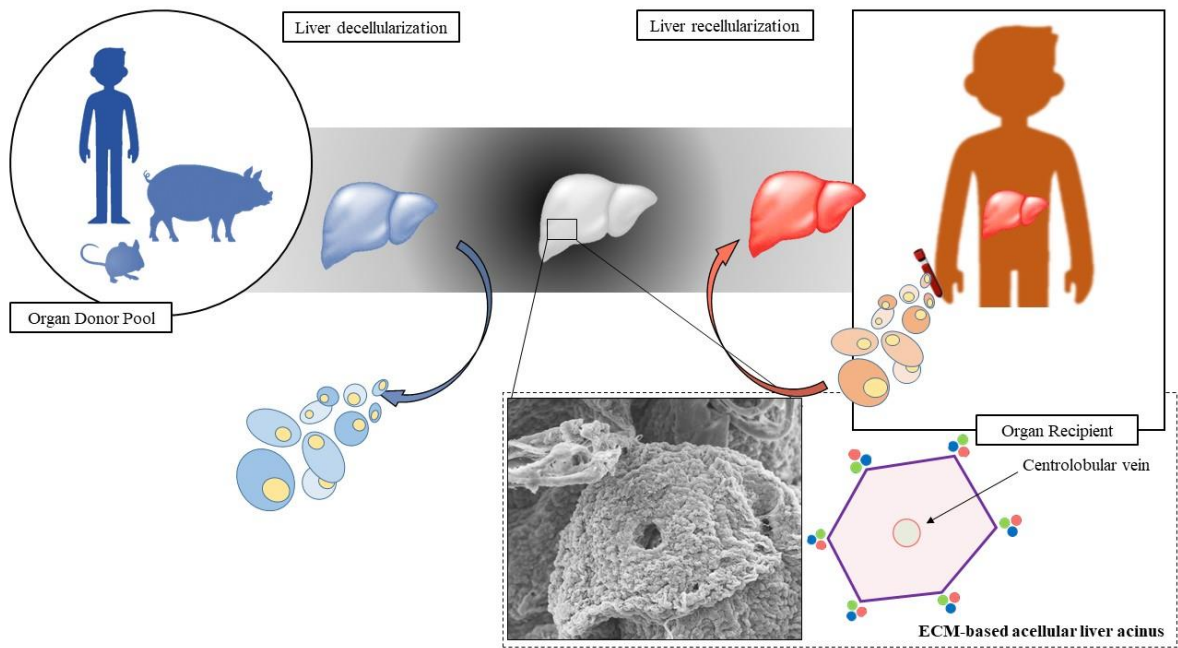 Liver decellularization
Liver recellularization
Organ Donor Pool
Organ Recipient
Centrolobular vein
ECM-based acellular liver acinus